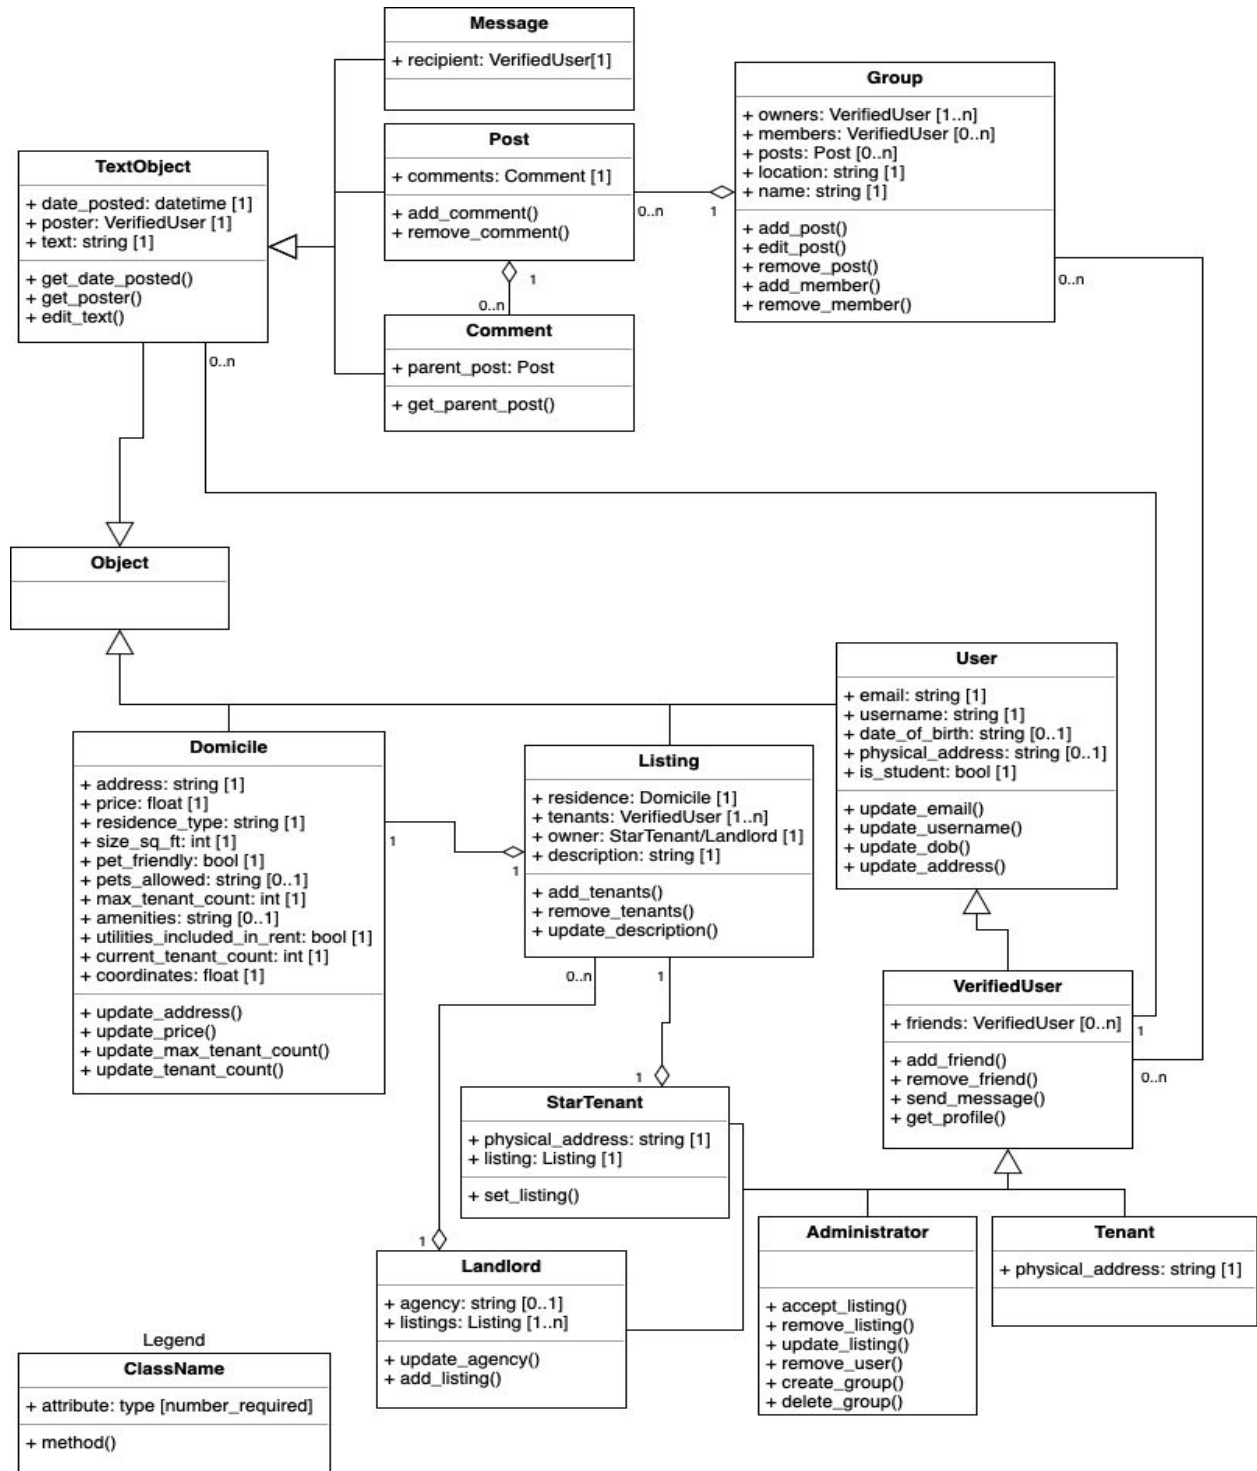 Message
+ recipient: VerifiedUser[1]
Group
+ owners: VerifiedUser [1..n]
+ members: VerifiedUser [0..n]
+ posts: Post [0..n]
+ location: string [1]
+ name: string [1]
+ add_post()
+ edit_post()
+ remove_post()
+ add_member()
+ remove_member()
Post
+ comments: Comment [1]
+ add_comment()
+ remove_comment()
0..n
1
TextObject
+ date_posted: datetime [1]
+ poster: VerifiedUser [1]
+ text: string [1]
+ get_date_posted()
+ get_poster()
+ edit_text()
1
0..n
0..n
Comment
+ parent_post: Post
+ get_parent_post()
0..n
Object
User
+ email: string [1]
+ username: string [1]
+ date_of_birth: string [0..1]
+ physical_address: string [0..1]
+ is_student: bool [1]
+ update_email()
+ update_username()
+ update_dob()
+ update_address()
Domicile
+ address: string [1]
+ price: float [1]
+ residence_type: string [1]
+ size_sq_ft: int [1]
+ pet_friendly: bool [1]
+ pets_allowed: string [0..1]
+ max_tenant_count: int [1]
+ amenities: string [0..1]
+ utilities_included_in_rent: bool [1]
+ current_tenant_count: int [1]
+ coordinates: float [1]
+ update_address()
+ update_price()
+ update_max_tenant_count()
+ update_tenant_count()
1
1
Listing
+ residence: Domicile [1]
+ tenants: VerifiedUser [1..n]
+ owner: StarTenant/Landlord [1]
+ description: string [1]
+ add_tenants()
+ remove_tenants()
+ update_description()
0..n
1
VerifiedUser
+ friends: VerifiedUser [0..n]
+ add_friend()
+ remove_friend()
+ send_message()
+ get_profile()
1
0..n
1
StarTenant
+ physical_address: string [1]
+ listing: Listing [1]
+ set_listing()
1
Landlord
+ agency: string [0..1]
+ listings: Listing [1..n]
+ update_agency()
+ add_listing()
Administrator
+ accept_listing()
+ remove_listing()
+ update_listing()
+ remove_user()
+ create_group()
+ delete_group()
Tenant
+ physical_address: string [1]
Legend
ClassName
+ attribute: type [number_required]
+ method()